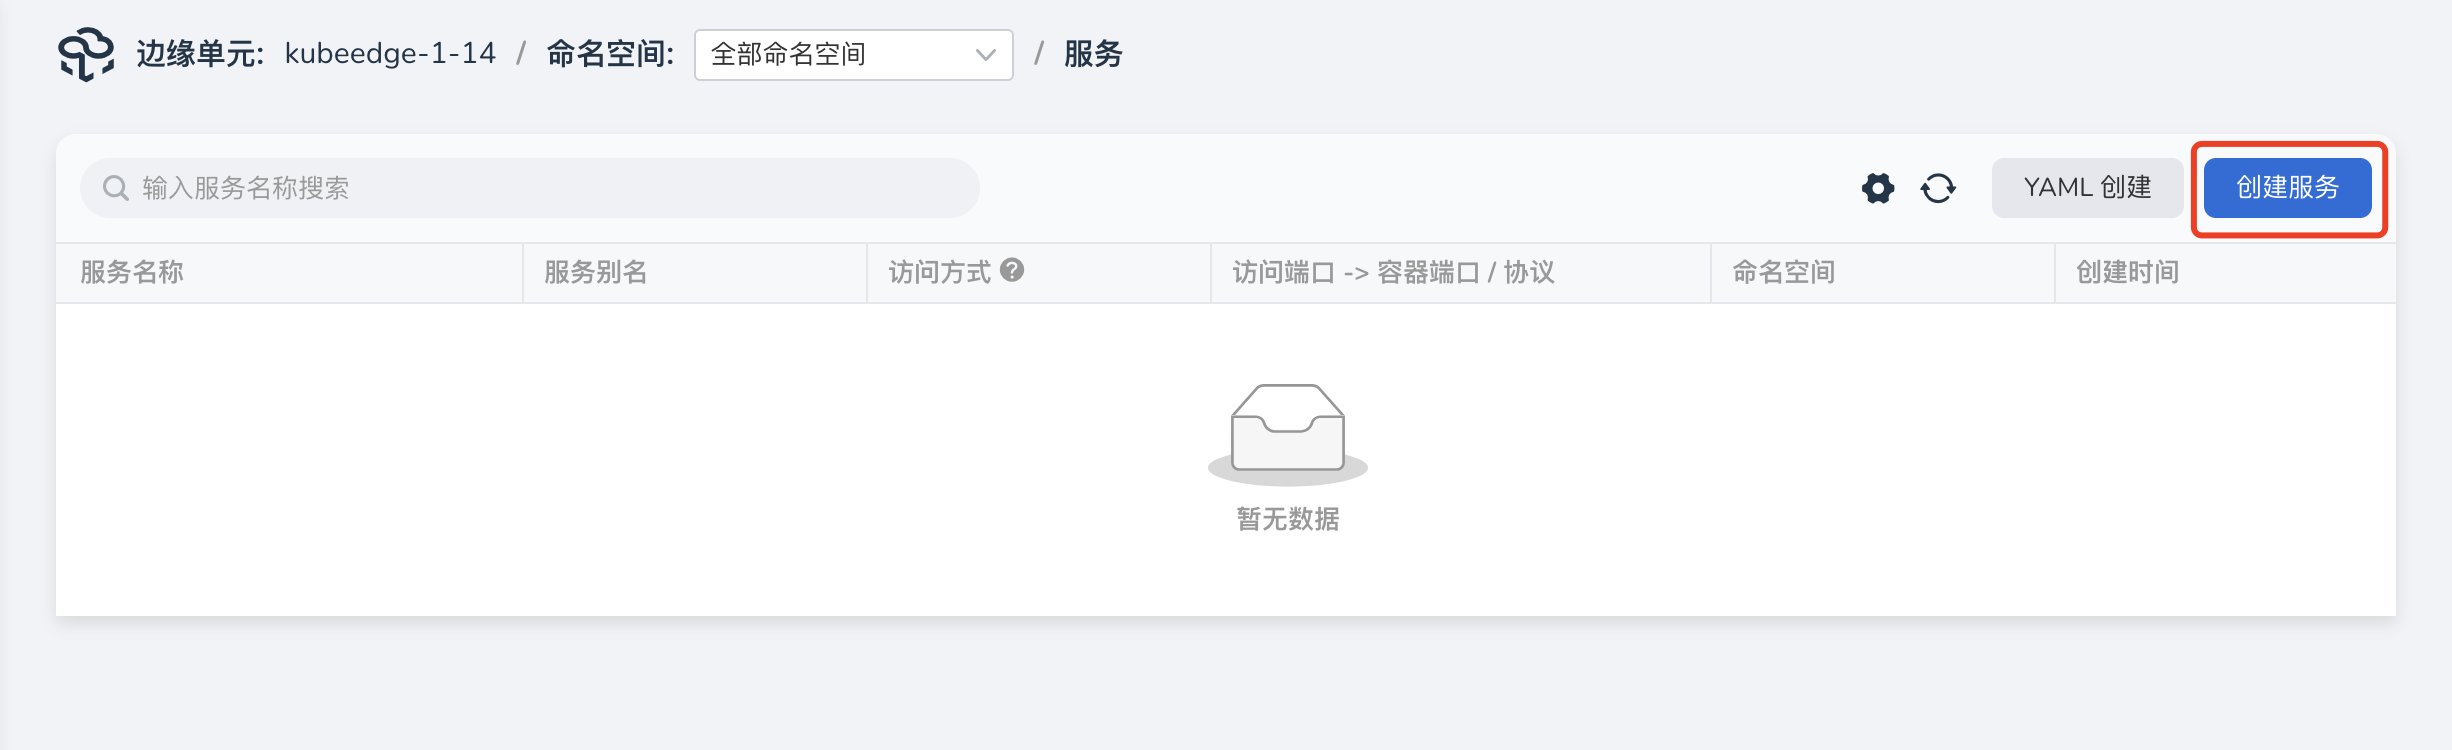 边缘单元: kubeedge-1-14 / 命名空间: 全部命名空间 / 服务
输入服务名称搜索 YAML 创建 创建服务
服务名称 服务别名 访问方式 ? 访问端口 -> 容器端口 / 协议 命名空间 创建时间
暂无数据